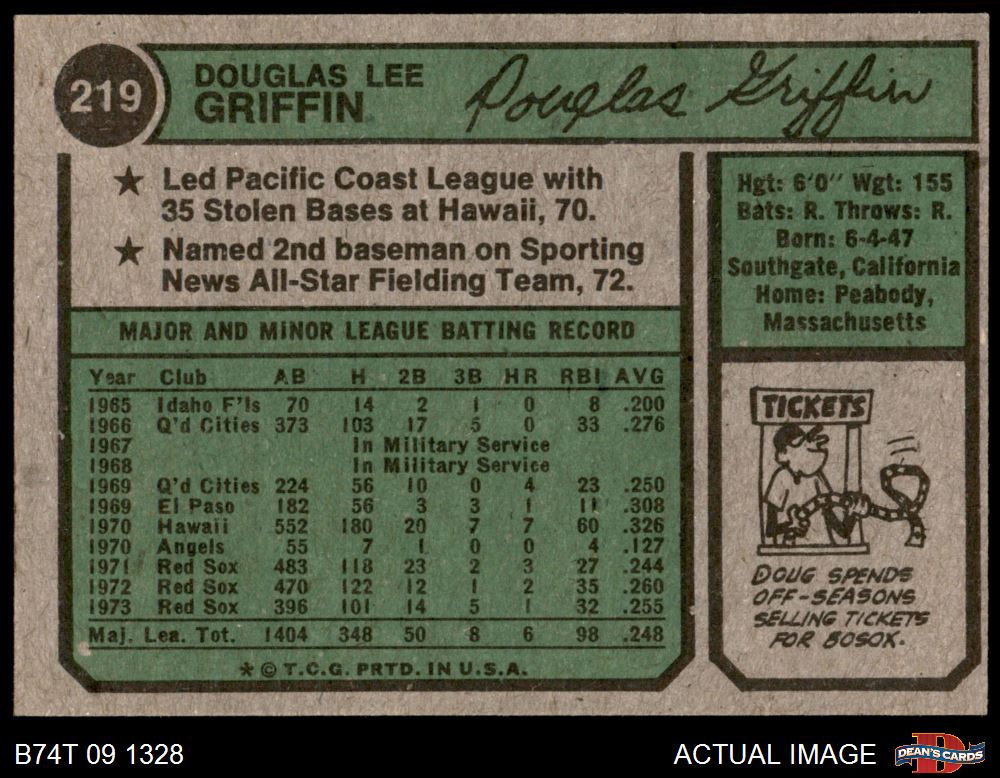 219
DOUGLAS LEE
GRIFFIN
Douglas Griffin
★ Led Pacific Coast League with
35 Stolen Bases at Hawaii, 70.
★ Named 2nd baseman on Sporting
News All-Star Fielding Team, 72.
MAJOR AND MINOR LEAGUE BATTING RECORD
Year Club AB H 2B 3B HR RBI AVG
1965 Idaho F'ls 70 14 2 1 0 8 .200
1966 Q'd Cities 373 103 17 5 0 33 .276
1967 In Military Service
1968 In Military Service
1969 Q'd Cities 224 56 10 0 4 23 .250
1969 El Paso 182 56 3 3 1 11 .308
1970 Hawaii 552 180 20 7 7 60 .326
1970 Angels 55 7 1 0 0 4 .127
1971 Red Sox 483 118 23 2 3 27 .244
1972 Red Sox 470 122 12 1 2 35 .260
1973 Red Sox 396 101 14 5 1 32 .255
Maj. Lea. Tot. 1404 348 50 8 6 98 .248
* © T.C.G. PRTD. IN U.S.A.
Hgt: 6'0" Wgt: 155
Bats: R. Throws: R.
Born: 6-4-47
Southgate, California
Home: Peabody,
Massachusetts
TICKETS
DOUG SPENDS
OFF-SEASONS
SELLING TICKETS
FOR BOSOX.
B74T 09 1328
ACTUAL IMAGE
DEAN'S CARDS